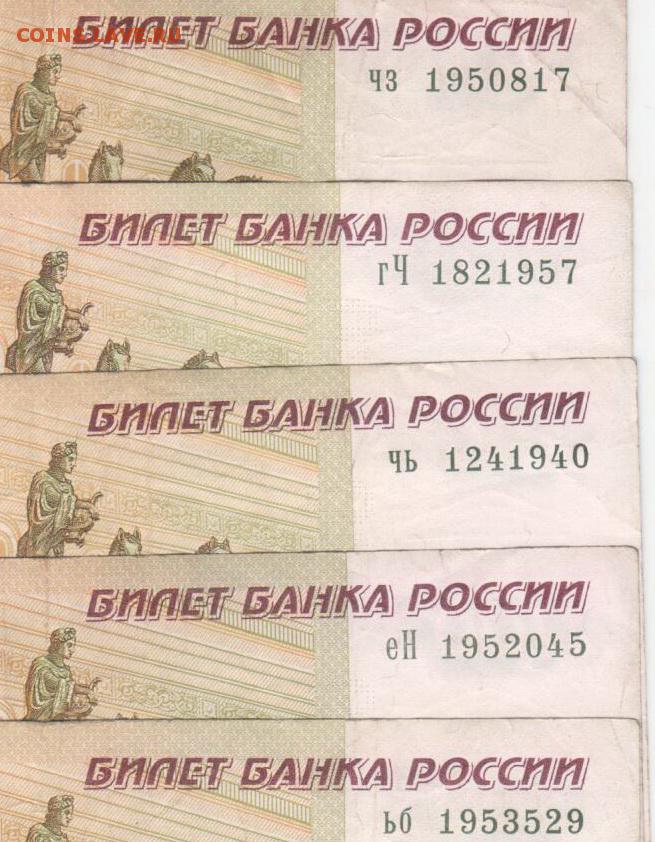 COINS.LAVE.RU
БИЛЕТ БАНКА РОССИИ
чз 1950817
БИЛЕТ БАНКА РОССИИ
гЧ 1821957
БИЛЕТ БАНКА РОССИИ
чь 1241940
БИЛЕТ БАНКА РОССИИ
еН 1952045
БИЛЕТ БАНКА РОССИИ
ьб 1953529